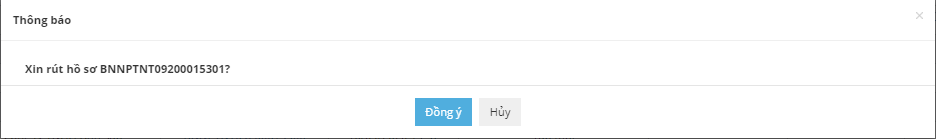 Thông báo
×
Xin rút hồ sơ BNNPTNT09200015301?
Đồng ý Hủy